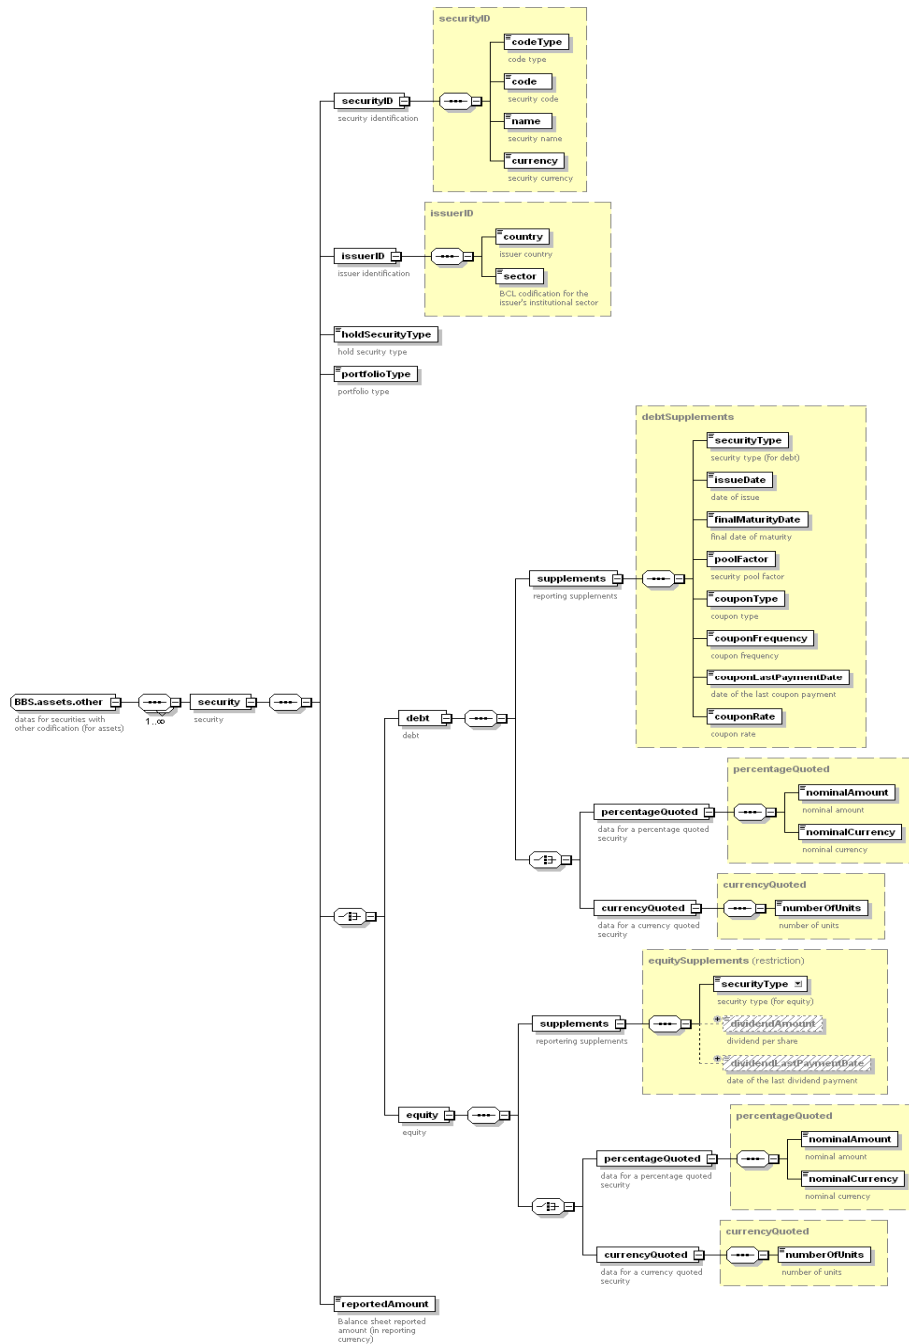 securityID
codeType
code type
code
security code
name
security name
currency
security currency
securityID
security identification
issuerID
country
issuer country
sector
BCL codification for the
issuer's institutional sector
issuerID
issuer identification
holdSecurityType
hold security type
portfolioType
portfolio type
debtSupplements
securityType
security type (for debt)
issueDate
date of issue
finalMaturityDate
final date of maturity
poolFactor
security pool factor
couponType
coupon type
couponFrequency
coupon frequency
couponLastPaymentDate
date of the last coupon payment
couponRate
coupon rate
supplements
reporting supplements
BBS.assets.other
datas for securities with
other codification (for assets)
1..∞
security
security
debt
debt
percentageQuoted
nominalAmount
nominal amount
nominalCurrency
nominal currency
percentageQuoted
data for a percentage quoted
security
currencyQuoted
numberOfUnits
number of units
currencyQuoted
data for a currency quoted
security
equitySupplements (restriction)
securityType
security type (for equity)
dividendAmount
dividend per share
dividendLastPaymentDate
date of the last dividend payment
supplements
reportering supplements
equity
equity
percentageQuoted
nominalAmount
nominal amount
nominalCurrency
nominal currency
percentageQuoted
data for a percentage quoted
security
currencyQuoted
numberOfUnits
number of units
currencyQuoted
data for a currency quoted
security
reportedAmount
Balance sheet reported
amount (in reporting
currency)